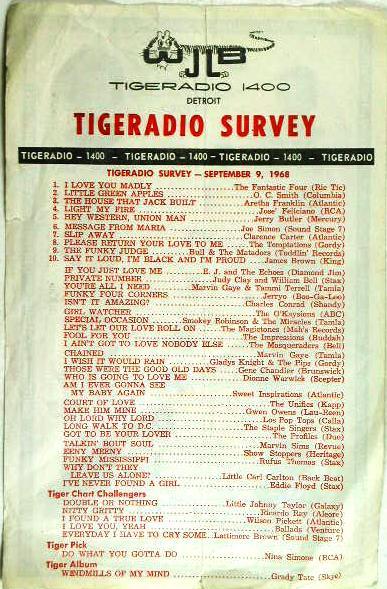 WJLB
TIGERADIO 1400
DETROIT
TIGERADIO SURVEY
TIGERADIO - 1400 - TIGERADIO - 1400 - TIGERADIO - 1400 - TIGERADIO
TIGERADIO SURVEY — SEPTEMBER 9, 1968
1. I LOVE YOU MADLY The Fantastic Four (Ric Tic)
2. LITTLE GREEN APPLES O. C. Smith (Columbia)
3. THE HOUSE THAT JACK BUILT Aretha Franklin (Atlantic)
4. LIGHT MY FIRE Jose' Feliciano (RCA)
5. HEY WESTERN, UNION MAN Jerry Butler (Mercury)
6. MESSAGE FROM MARIA Joe Simon (Sound Stage 7)
7. SLIP AWAY Clarence Carter (Atlantic)
8. PLEASE RETURN YOUR LOVE TO ME The Temptations (Gordy)
9. THE FUNKY JUDGE Bull & The Matadors (Toddlin' Records)
10. SAY IT LOUD, I'M BLACK AND I'M PROUD James Brown (King)
IF YOU JUST LOVE ME E. J. and The Echoes (Diamond Jim)
PRIVATE NUMBER Judy Clay and William Bell (Stax)
YOU'RE ALL I NEED Marvin Gaye & Tammi Terrell (Tamla)
FUNKY FOUR CORNERS Jerryo (Boo-Ga-Loo)
ISN'T IT AMAZING? Charles Conrad (Shandy)
GIRL WATCHER The O'Kaysions (ABC)
SPECIAL OCCASION Smokey Robinson & The Miracles (Tamla)
LET'S LET OUR LOVE ROLL ON The Magictones (Mah's Records)
FOOL FOR YOU The Impressions (Buddah)
I AIN'T GOT TO LOVE NOBODY ELSE The Masqueraders (Bell)
CHAINED Marvin Gaye (Tamla)
I WISH IT WOULD RAIN Gladys Knight & The Pips (Gordy)
THOSE WERE THE GOOD OLD DAYS Gene Chandler (Brunswick)
WHO IS GOING TO LOVE ME Dionne Warwick (Scepter)
AM I EVER GONNA SEE
MY BABY AGAIN Sweet Inspirations (Atlantic)
COURT OF LOVE The Unifics (Kapp)
MAKE HIM MINE Gwen Owens (Lau-Reen)
OH LORD WHY LORD Los Pop Tops (Calla)
LONG WALK TO D.C. The Staple Singers (Stax)
GOT TO BE YOUR LOVER The Profiles (Duo)
TALKIN' BOUT SOUL Marvin Sims (Revue)
EENY MEENY Show Stoppers (Heritage)
FUNKY MISSISSIPPI Rufus Thomas (Stax)
WHY DON'T THEY
LEAVE US ALONE? Little Carl Carlton (Back Beat)
I'VE NEVER FOUND A GIRL Eddie Floyd (Stax)
Tiger Chart Challengers
DOUBLE OR NOTHING Little Johnny Taylor (Galaxy)
NITTY GRITTY Ricardo Ray (Alegre)
I FOUND A TRUE LOVE Wilson Pickett (Atlantic)
I LOVE YOU, YEAH Ballads (Venture)
EVERYDAY I HAVE TO CRY SOME Lattimore Brown (Sound Stage 7)
Tiger Pick
DO WHAT YOU GOTTA DO Nina Simone (RCA)
Tiger Album
WINDMILLS OF MY MIND Grady Tate (Skye)